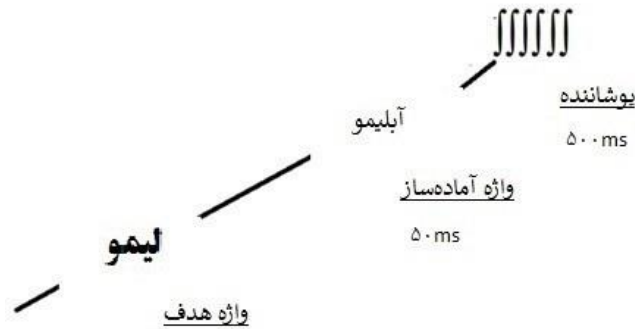 ∫∫∫∫∫∫
پوشاننده
۵۰۰ms
آبلیمو
واژه آماده‌ساز
۵۰ms
لیمو
واژه هدف